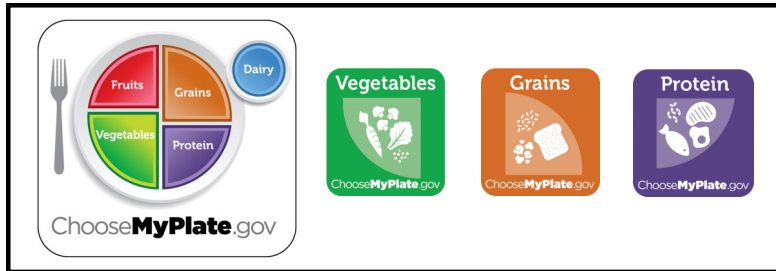 Fruits
Grains
Dairy
Vegetables
Protein
ChooseMyPlate.gov
Vegetables
ChooseMyPlate.gov
Grains
ChooseMyPlate.gov
Protein
ChooseMyPlate.gov